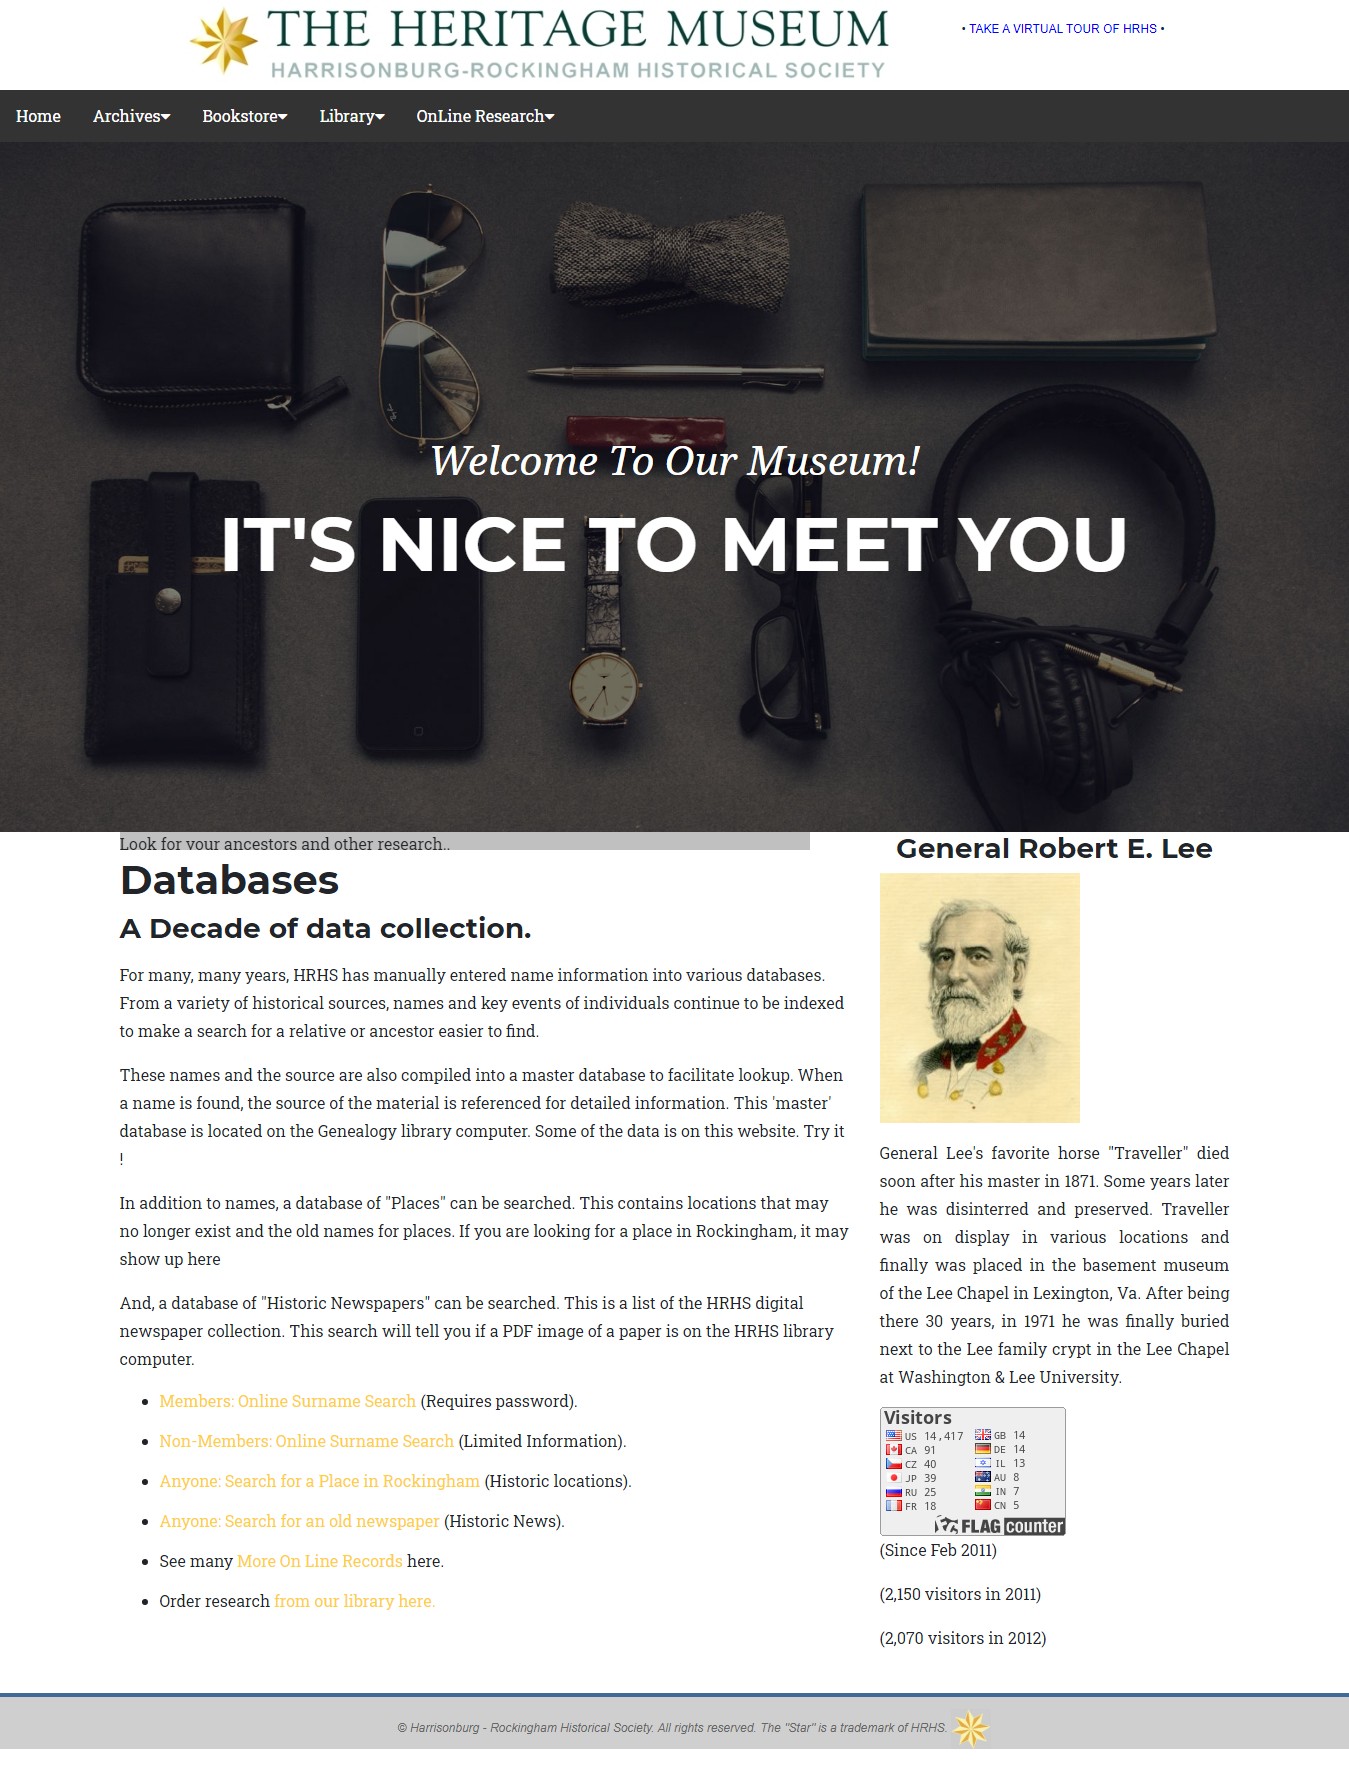 THE HERITAGE MUSEUM
HARRISONBURG-ROCKINGHAM HISTORICAL SOCIETY
• TAKE A VIRTUAL TOUR OF HRHS •
Home Archives Bookstore Library OnLine Research
Welcome To Our Museum!
IT'S NICE TO MEET YOU
Look for your ancestors and other research..
Databases
A Decade of data collection.
For many, many years, HRHS has manually entered name information into various databases.
From a variety of historical sources, names and key events of individuals continue to be indexed
to make a search for a relative or ancestor easier to find.
These names and the source are also compiled into a master database to facilitate lookup. When
a name is found, the source of the material is referenced for detailed information. This 'master'
database is located on the Genealogy library computer. Some of the data is on this website. Try it
!
In addition to names, a database of "Places" can be searched. This contains locations that may
no longer exist and the old names for places. If you are looking for a place in Rockingham, it may
show up here
And, a database of "Historic Newspapers" can be searched. This is a list of the HRHS digital
newspaper collection. This search will tell you if a PDF image of a paper is on the HRHS library
computer.
• Members: Online Surname Search (Requires password).
• Non-Members: Online Surname Search (Limited Information).
• Anyone: Search for a Place in Rockingham (Historic locations).
• Anyone: Search for an old newspaper (Historic News).
• See many More On Line Records here.
• Order research from our library here.
General Robert E. Lee
General Lee's favorite horse "Traveller" died
soon after his master in 1871. Some years later
he was disinterred and preserved. Traveller
was on display in various locations and
finally was placed in the basement museum
of the Lee Chapel in Lexington, Va. After being
there 30 years, in 1971 he was finally buried
next to the Lee family crypt in the Lee Chapel
at Washington & Lee University.
Visitors
US 14,417 GB 14
CA 91 DE 14
CZ 40 IL 13
JP 39 AU 8
RU 25 IN 7
FR 18 CN 5
FLAG counter
(Since Feb 2011)
(2,150 visitors in 2011)
(2,070 visitors in 2012)
© Harrisonburg - Rockingham Historical Society. All rights reserved. The "Star" is a trademark of HRHS.